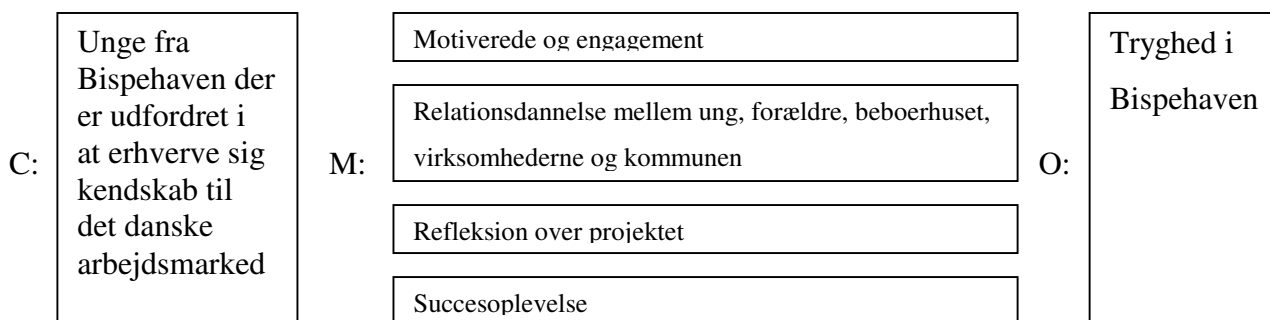 C:
Unge fra
Bispehaven der
er udfordret i
at erhverve sig
kendskab til
det danske
arbejdsmarked
M:
Motiverede og engagement
Relationsdannelse mellem ung, forældre, beboerhuset,
virksomhederne og kommunen
Refleksion over projektet
Succesoplevelse
O:
Tryghed i
Bispehaven